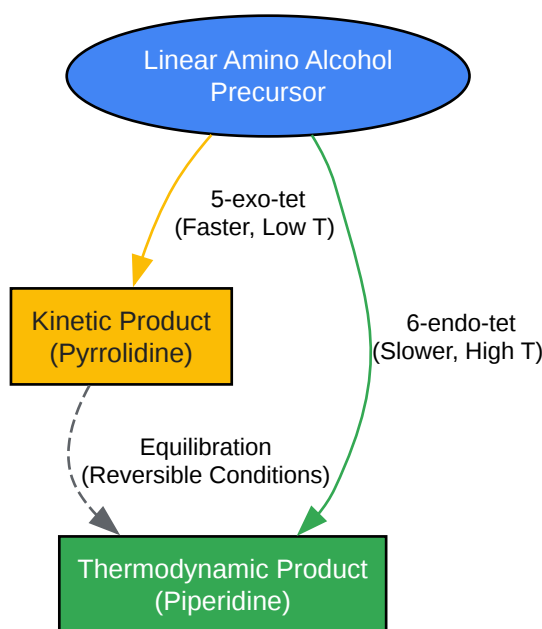 Linear Amino Alcohol
Precursor
5-exo-tet
(Faster, Low T)
Kinetic Product
(Pyrrolidine)
6-endo-tet
(Slower, High T)
Equilibration
(Reversible Conditions)
Thermodynamic Product
(Piperidine)